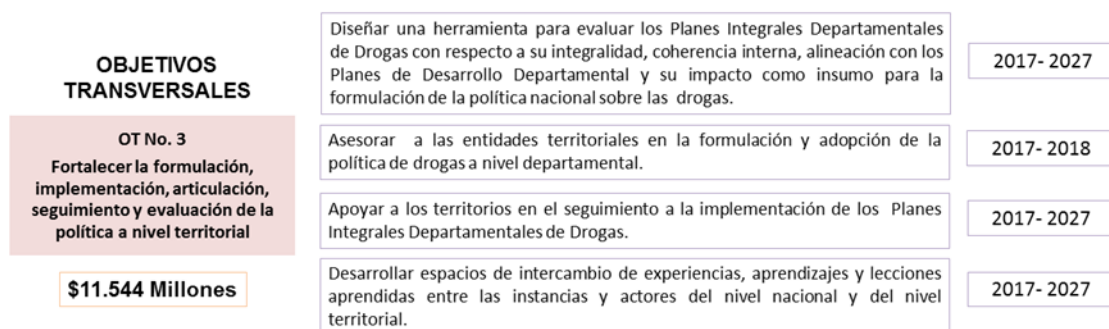 OBJETIVOS
TRANSVERSALES
OT No. 3
Fortalecer la formulación,
implementación, articulación,
seguimiento y evaluación de la
política a nivel territorial
$11.544 Millones
Diseñar una herramienta para evaluar los Planes Integrales Departamentales
de Drogas con respecto a su integralidad, coherencia interna, alineación con los
Planes de Desarrollo Departamental y su impacto como insumo para la
formulación de la política nacional sobre las drogas.
2017- 2027
Asesorar a las entidades territoriales en la formulación y adopción de la
política de drogas a nivel departamental.
2017- 2018
Apoyar a los territorios en el seguimiento a la implementación de los Planes
Integrales Departamentales de Drogas.
2017- 2027
Desarrollar espacios de intercambio de experiencias, aprendizajes y lecciones
aprendidas entre las instancias y actores del nivel nacional y del nivel
territorial.
2017- 2027